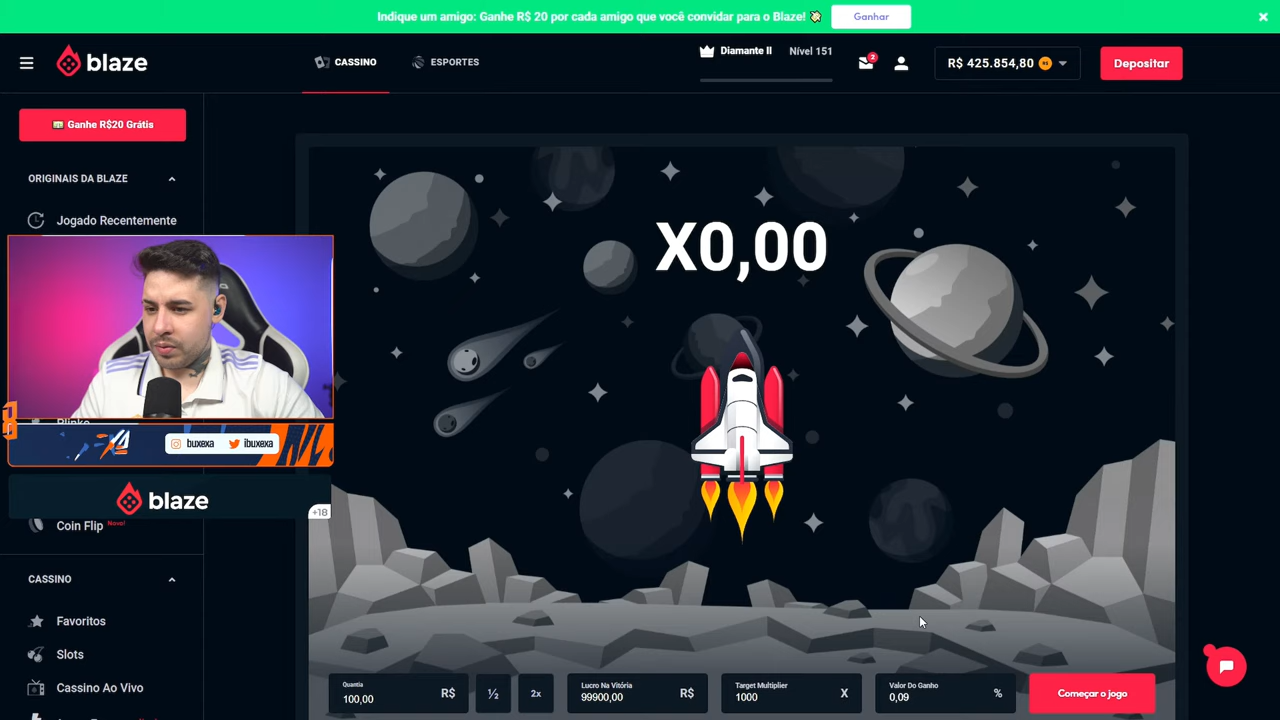 Indique um amigo: Ganhe R$ 20 por cada amigo que você convidar para o Blaze!
Ganhar
blaze
CASSINO
ESPORTES
Diamante II
Nível 151
2
R$ 425.854,80
R$
Depositar
Ganhe R$20 Grátis
ORIGINAIS DA BLAZE
Jogado Recentemente
X0,00
buxexa
ibuxexa
blaze
+18
Coin Flip
Novo!
CASSINO
Favoritos
Slots
Cassino Ao Vivo
Quantia
100,00
R$
½
2x
Lucro Na Vitória
99900,00
R$
Target Multiplier
1000
X
Valor Do Ganho
0,09
%
Começar o jogo